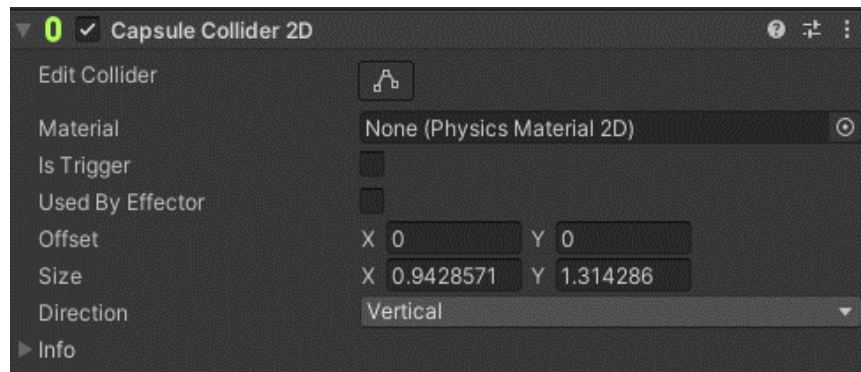 Capsule Collider 2D
Edit Collider
Material None (Physics Material 2D)
Is Trigger
Used By Effector
Offset X 0 Y 0
Size X 0.9428571 Y 1.314286
Direction Vertical
Info